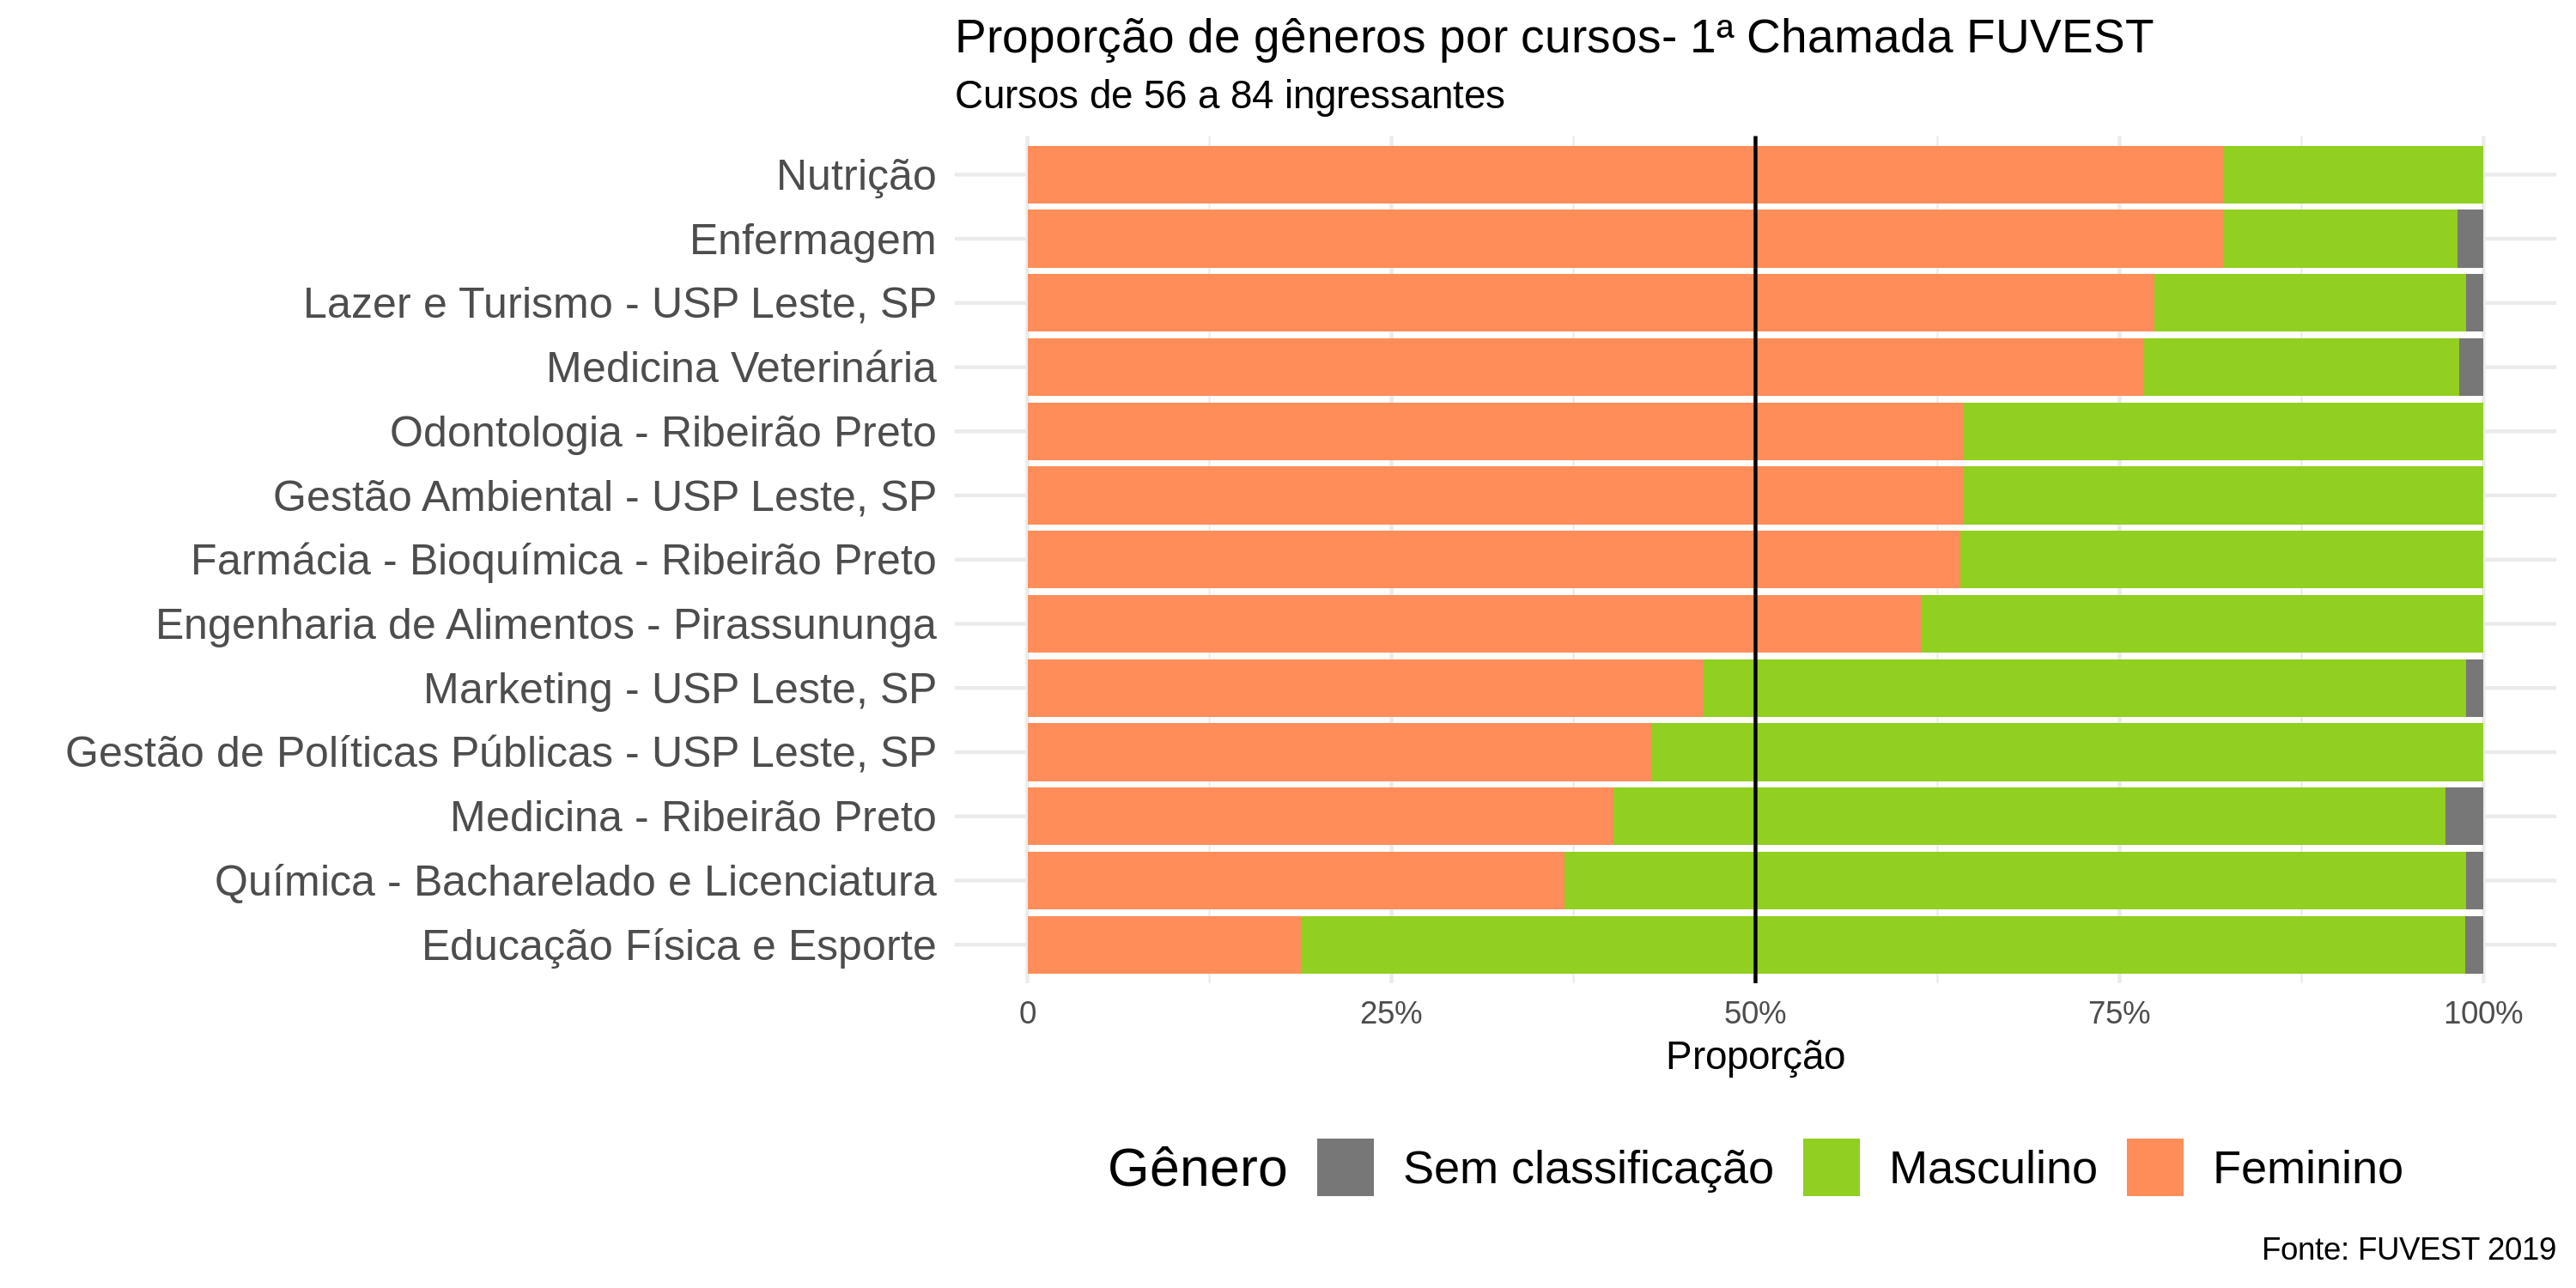 Proporção de gêneros por cursos- 1ª Chamada FUVEST
Cursos de 56 a 84 ingressantes
Nutrição
Enfermagem
Lazer e Turismo - USP Leste, SP
Medicina Veterinária
Odontologia - Ribeirão Preto
Gestão Ambiental - USP Leste, SP
Farmácia - Bioquímica - Ribeirão Preto
Engenharia de Alimentos - Pirassununga
Marketing - USP Leste, SP
Gestão de Políticas Públicas - USP Leste, SP
Medicina - Ribeirão Preto
Química - Bacharelado e Licenciatura
Educação Física e Esporte
0 25% 50% 75% 100%
Proporção
Gênero Sem classificação Masculino Feminino
Fonte: FUVEST 2019